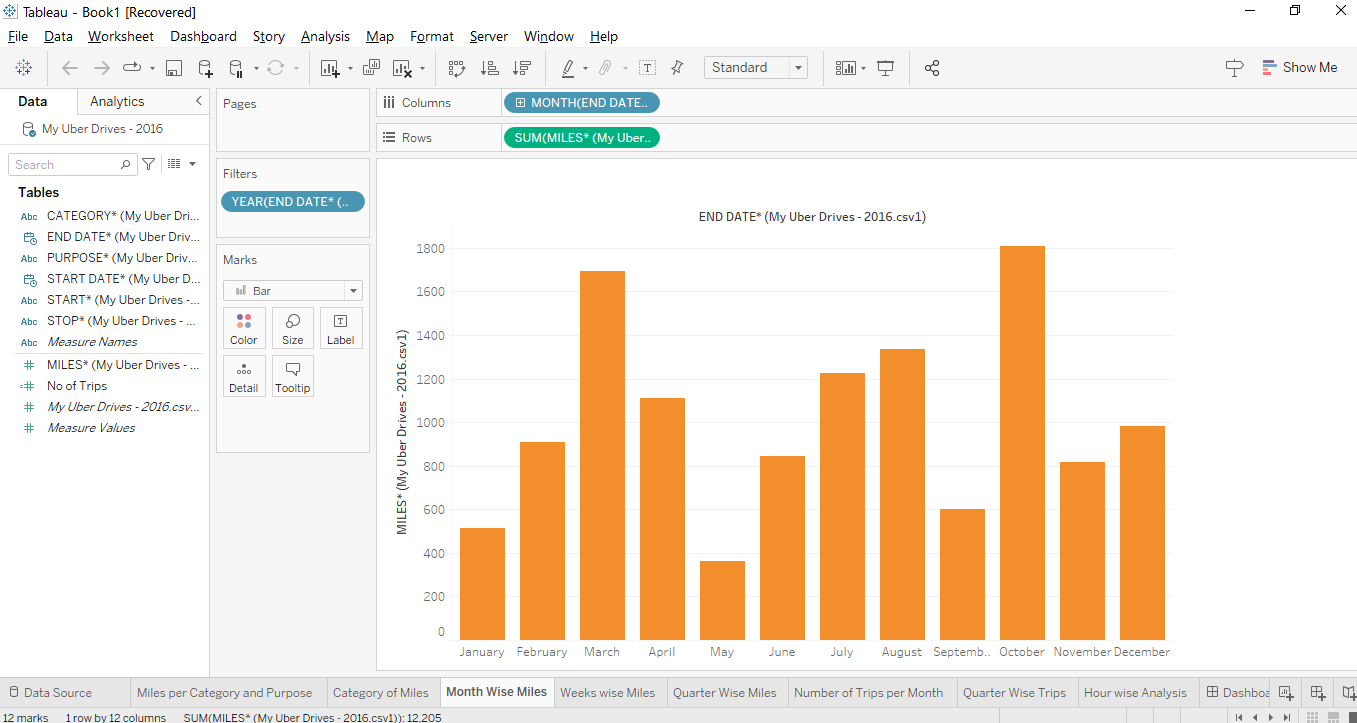 Tableau - Book1 [Recovered]
File Data Worksheet Dashboard Story Analysis Map Format Server Window Help
Standard
Show Me
Data Analytics
My Uber Drives - 2016
Search
Tables
Abc CATEGORY* (My Uber Dri...
END DATE* (My Uber Driv...
Abc PURPOSE* (My Uber Driv...
START DATE* (My Uber D...
Abc START* (My Uber Drives -...
Abc STOP* (My Uber Drives - ...
Abc Measure Names
# MILES* (My Uber Drives - ...
=# No of Trips
# My Uber Drives - 2016.csv...
# Measure Values
Pages
Filters
YEAR(END DATE* (..
Marks
Bar
Color Size Label
Detail Tooltip
Columns MONTH(END DATE..
Rows SUM(MILES* (My Uber..
END DATE* (My Uber Drives - 2016.csv1)
MILES* (My Uber Drives - 2016.csv1)
1800
1600
1400
1200
1000
800
600
400
200
0
January February March April May June July August Septemb.. October November December
Data Source Miles per Category and Purpose Category of Miles Month Wise Miles Weeks wise Miles Quarter Wise Miles Number of Trips per Month Quarter Wise Trips Hour wise Analysis Dashboa
12 marks 1 row by 12 columns SUM(MILES* (My Uber Drives - 2016.csv1)): 12,205